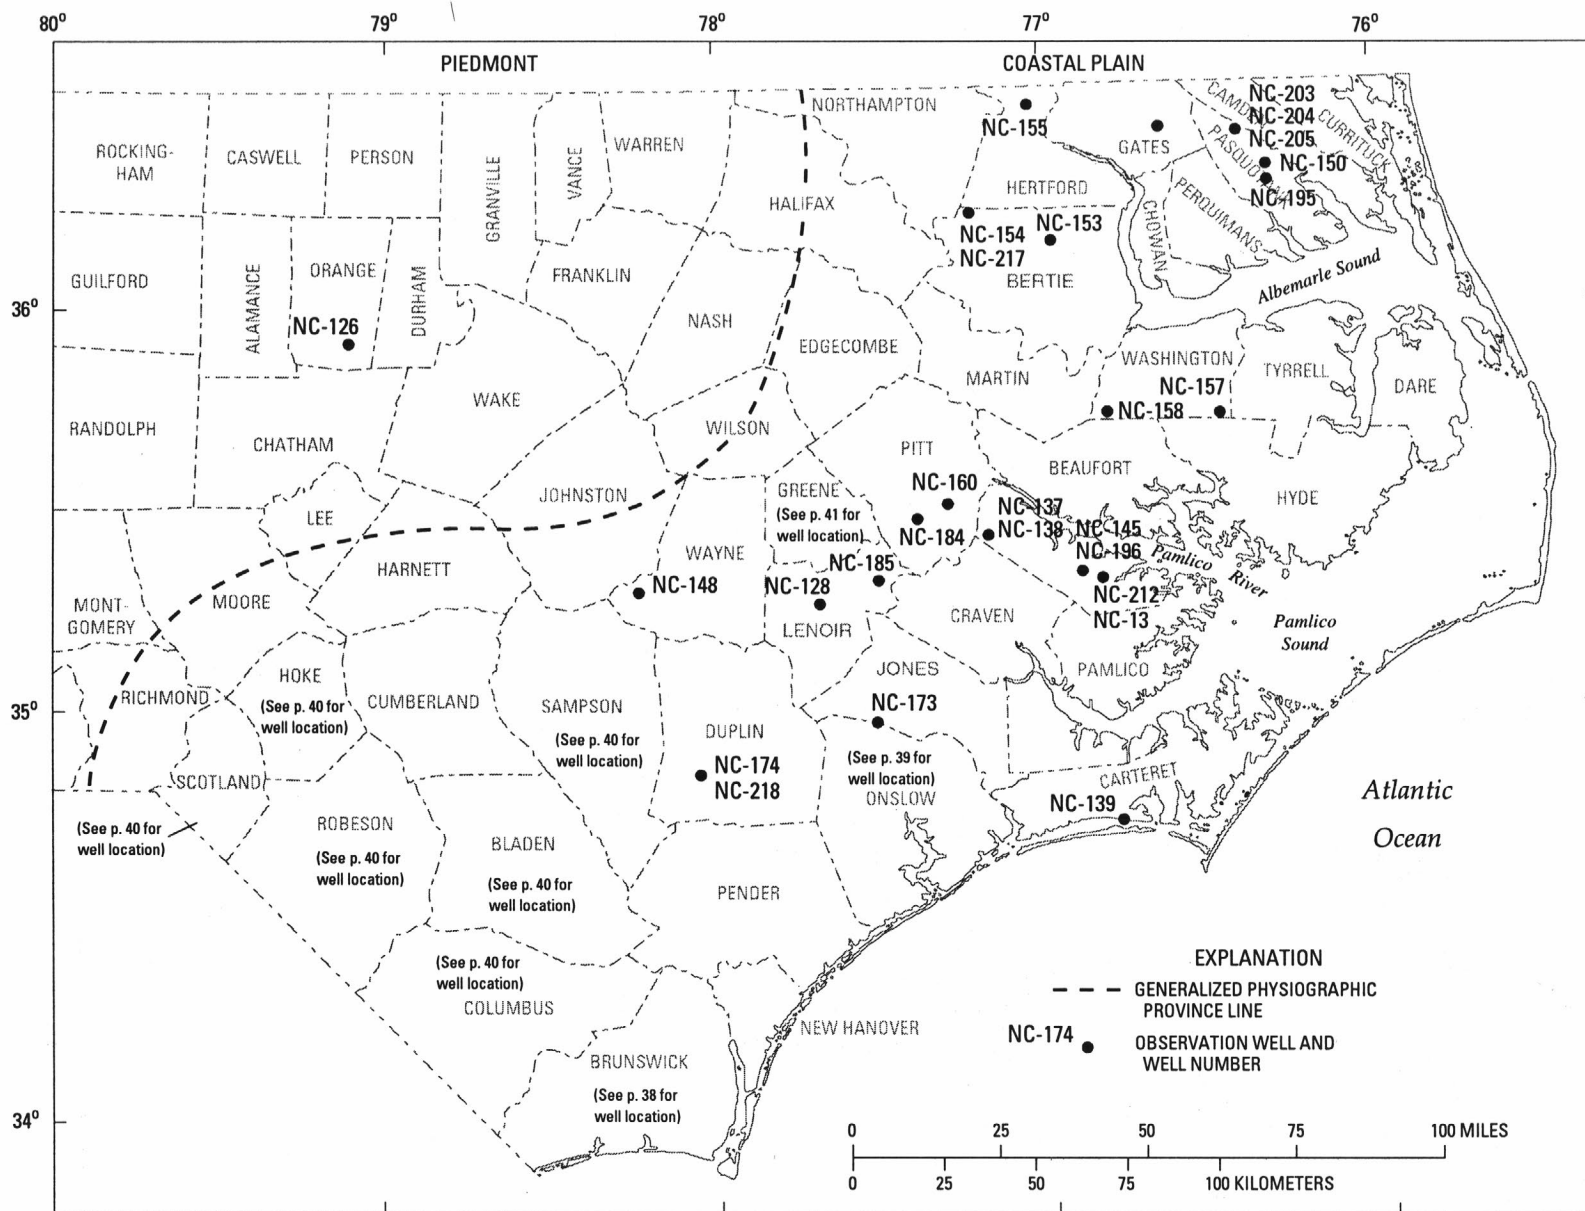 80° 79° 78° 77° 76°
PIEDMONT COASTAL PLAIN
NORTHAMPTON
NC-155
GATES
CAMDEN
CURRITUCK
PASQUOTANK
PERQUIMANS
CHOWAN
NC-203
NC-204
NC-205
NC-150
NC-195
ROCKING-
HAM
CASWELL
PERSON
GRANVILLE
VANCE
WARREN
HALIFAX
HERTFORD
NC-154
NC-217
NC-153
BERTIE
Albemarle Sound
GUILFORD
ALAMANCE
ORANGE
DURHAM
NC-126
FRANKLIN
NASH
EDGECOMBE
36°
MARTIN
WASHINGTON
NC-157
NC-158
TYRRELL
DARE
RANDOLPH
CHATHAM
WAKE
WILSON
PITT
BEAUFORT
HYDE
LEE
JOHNSTON
GREENE
(See p. 41 for
well location)
NC-160
NC-184
NC-137
NC-138
NC-145
NC-196
Pamlico
River
NC-212
NC-13
Pamlico
Sound
MONT-
GOMERY
MOORE
HARNETT
WAYNE
NC-148
NC-185
NC-128
LENOIR
CRAVEN
PAMLICO
JONES
NC-173
35°
RICHMOND
HOKE
(See p. 40 for
well location)
CUMBERLAND
SAMPSON
(See p. 40 for
well location)
DUPLIN
NC-174
NC-218
(See p. 39 for
well location)
ONSLOW
CARTERET
NC-139
Atlantic
Ocean
SCOTLAND
(See p. 40 for
well location)
ROBESON
(See p. 40 for
well location)
BLADEN
(See p. 40 for
well location)
PENDER
(See p. 40 for
well location)
COLUMBUS
NEW HANOVER
BRUNSWICK
(See p. 38 for
well location)
34°
EXPLANATION
GENERALIZED PHYSIOGRAPHIC
PROVINCE LINE
NC-174
OBSERVATION WELL AND
WELL NUMBER
0 25 50 75 100 MILES
0 25 50 75 100 KILOMETERS